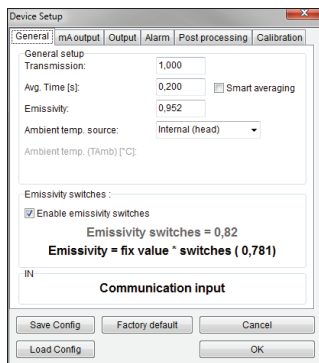 Device Setup
General mA output Output Alarm Post processing Calibration
General setup
Transmission: 1,000
Avg. Time [s]: 0,200 Smart averaging
Emissivity: 0,952
Ambient temp. source: Internal (head)
Ambient temp. (TAmb) [°C]:
Emissivity switches :
Enable emissivity switches
Emissivity switches = 0,82
Emissivity = fix value * switches ( 0,781)
IN
Communication input
Save Config Factory default Cancel
Load Config OK